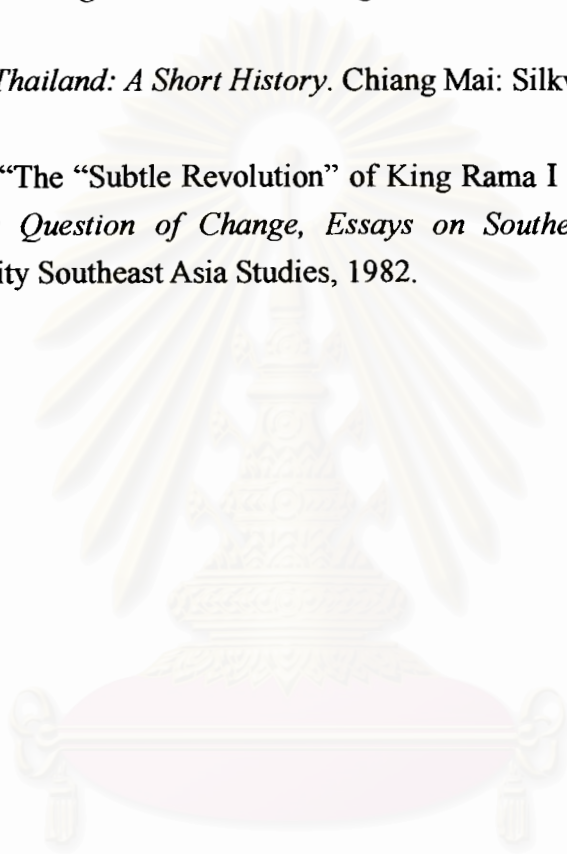 Thailand: A Short History. Chiang Mai: Silk
“The “Subtle Revolution” of King Rama I
Question of Change, Essays on Southe
ity Southeast Asia Studies, 1982.